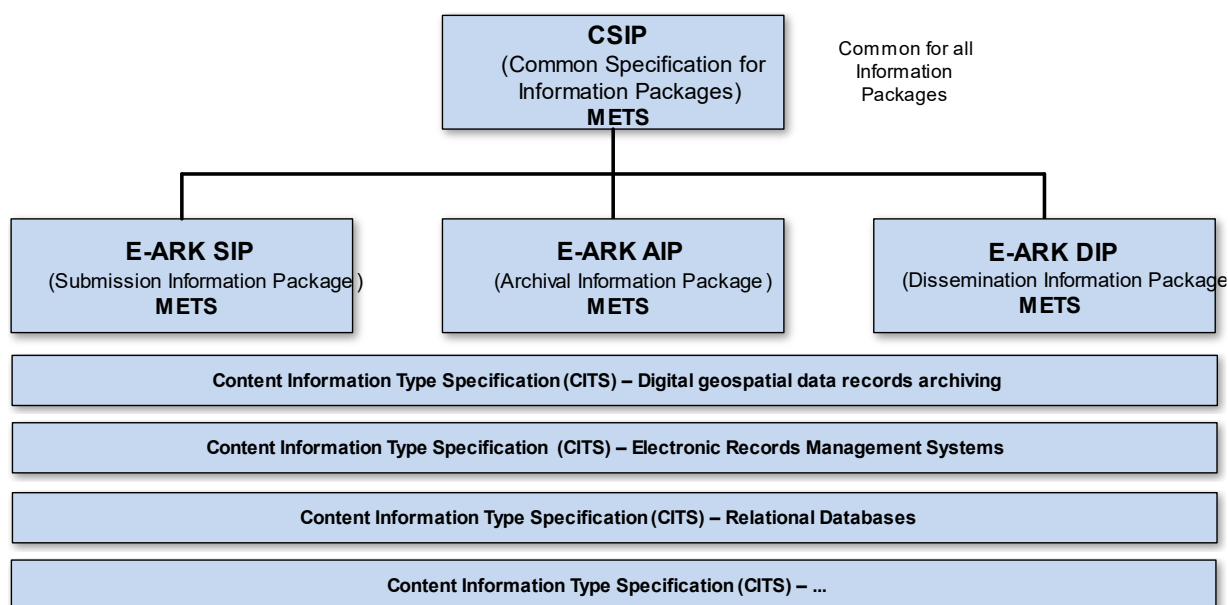 CSIP
(Common Specification for
Information Packages)
METS
Common for all
Information
Packages
E-ARK SIP
(Submission Information Package)
METS
E-ARK AIP
(Archival Information Package)
METS
E-ARK DIP
(Dissemination Information Package
METS
Content Information Type Specification (CITS) – Digital geospatial data records archiving
Content Information Type Specification (CITS) – Electronic Records Management Systems
Content Information Type Specification (CITS) – Relational Databases
Content Information Type Specification (CITS) – ...